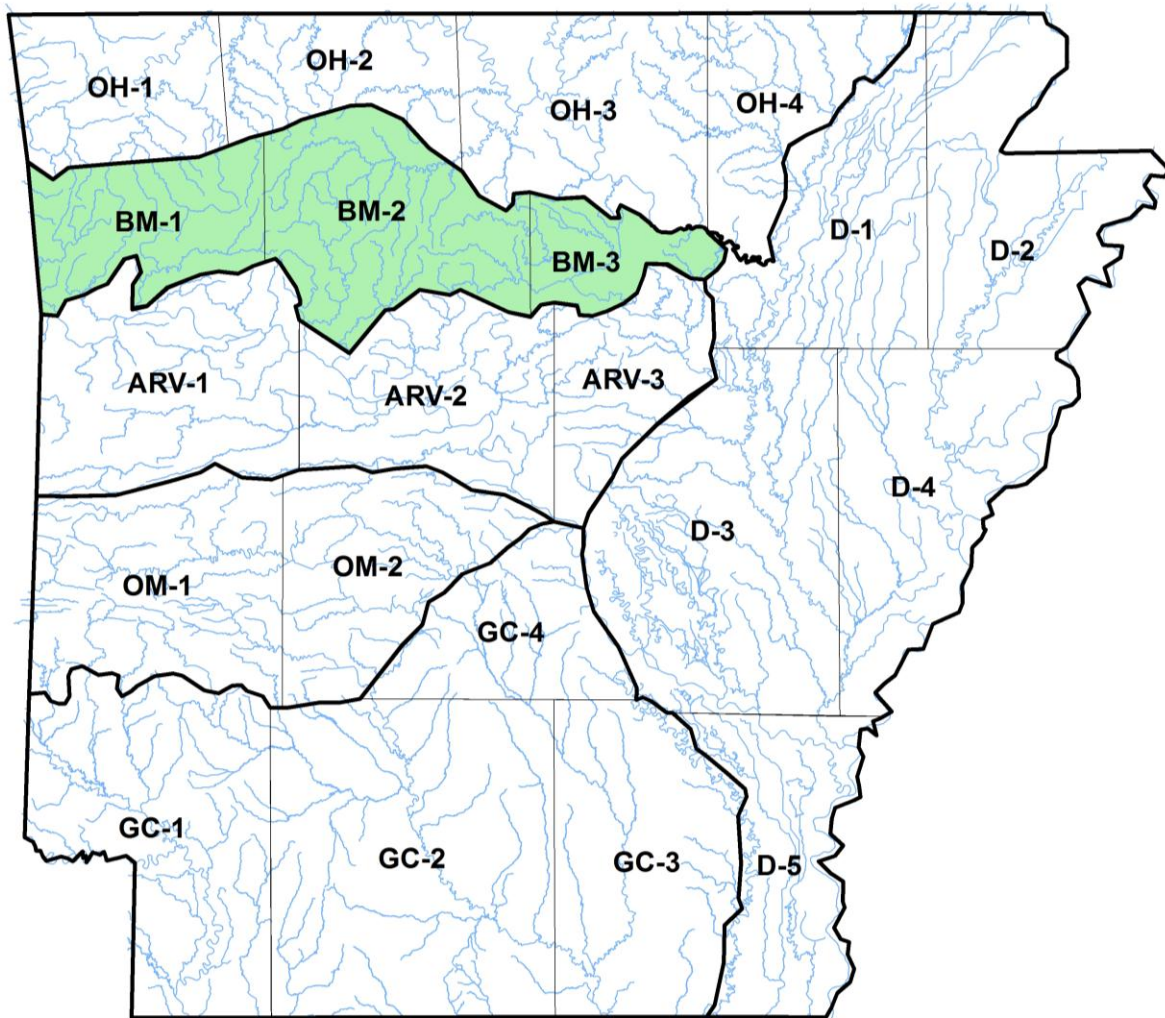 OH-1
OH-2
OH-3
OH-4
BM-1
BM-2
BM-3
D-1
D-2
ARV-1
ARV-2
ARV-3
D-3
D-4
OM-1
OM-2
GC-4
GC-1
GC-2
GC-3
D-5